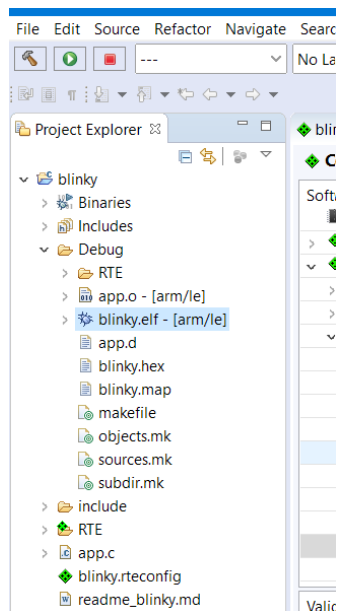 File Edit Source Refactor Navigate Searc
--- No La
Project Explorer blin
blinky C
Softw
Binaries
Includes
Debug
RTE
app.o - [arm/le]
blinky.elf - [arm/le]
app.d
blinky.hex
blinky.map
makefile
objects.mk
sources.mk
subdir.mk
include
RTE
app.c
blinky.rteconfig
readme_blinky.md
Valid